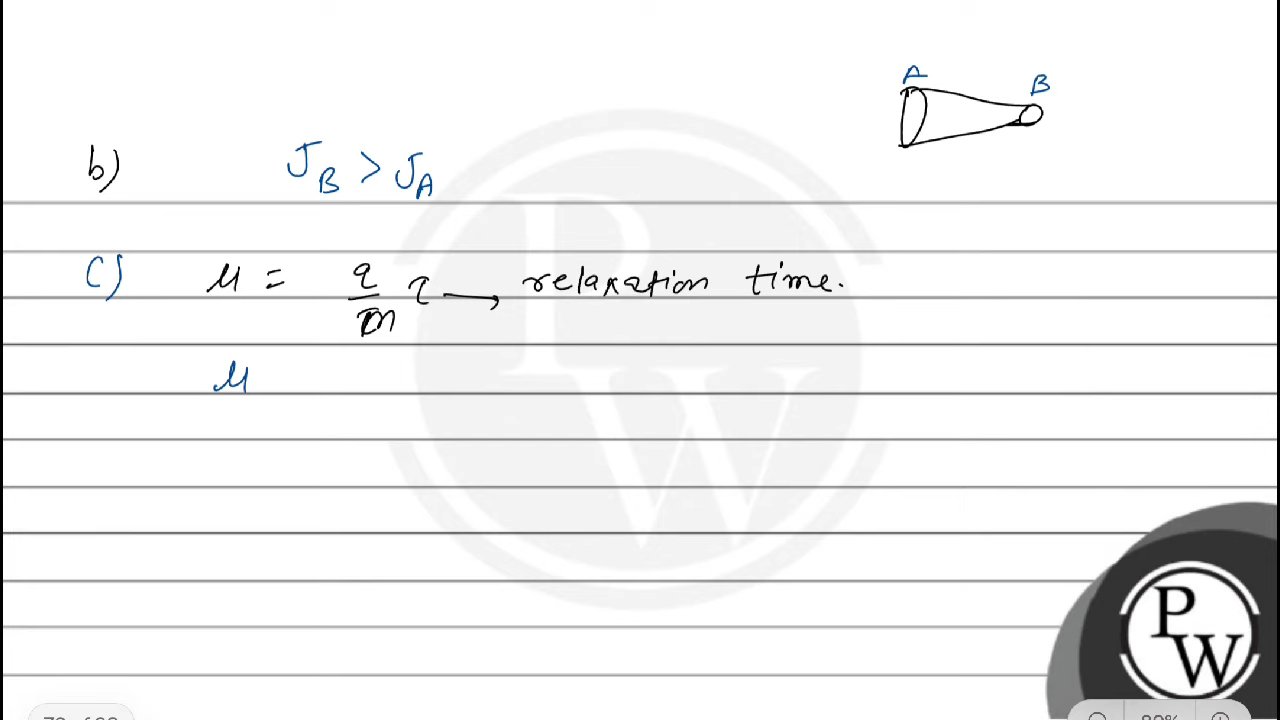 A
B
b) J_B > J_A
c) μ = q/m τ → relaxation time.
μ
P
W
P
W